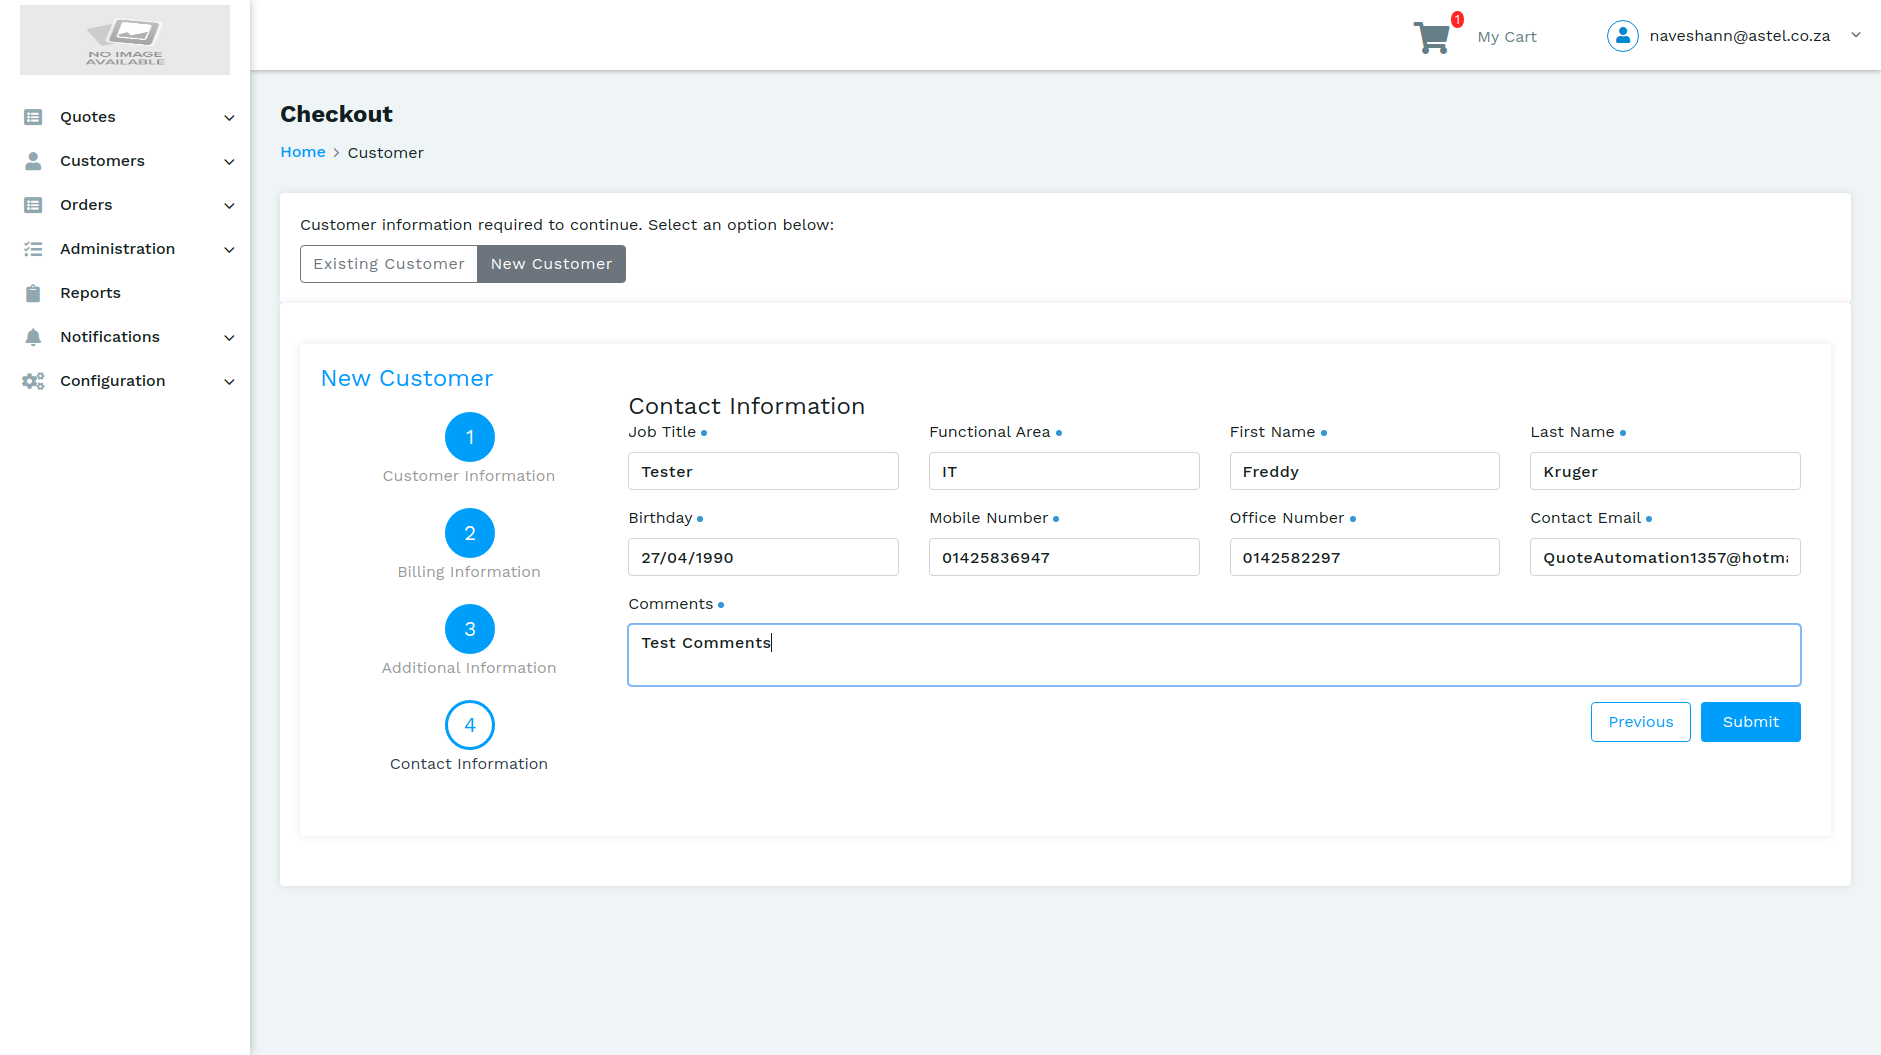 NO IMAGE
AVAILABLE
1
My Cart
naveshann@astel.co.za
Quotes
Customers
Orders
Administration
Reports
Notifications
Configuration
Checkout
Home > Customer
Customer information required to continue. Select an option below:
Existing Customer New Customer
New Customer
1
Customer Information
2
Billing Information
3
Additional Information
4
Contact Information
Contact Information
Job Title Functional Area First Name Last Name
Tester IT Freddy Kruger
Birthday Mobile Number Office Number Contact Email
27/04/1990 01425836947 0142582297 QuoteAutomation1357@hotm
Comments
Test Comments
Previous Submit